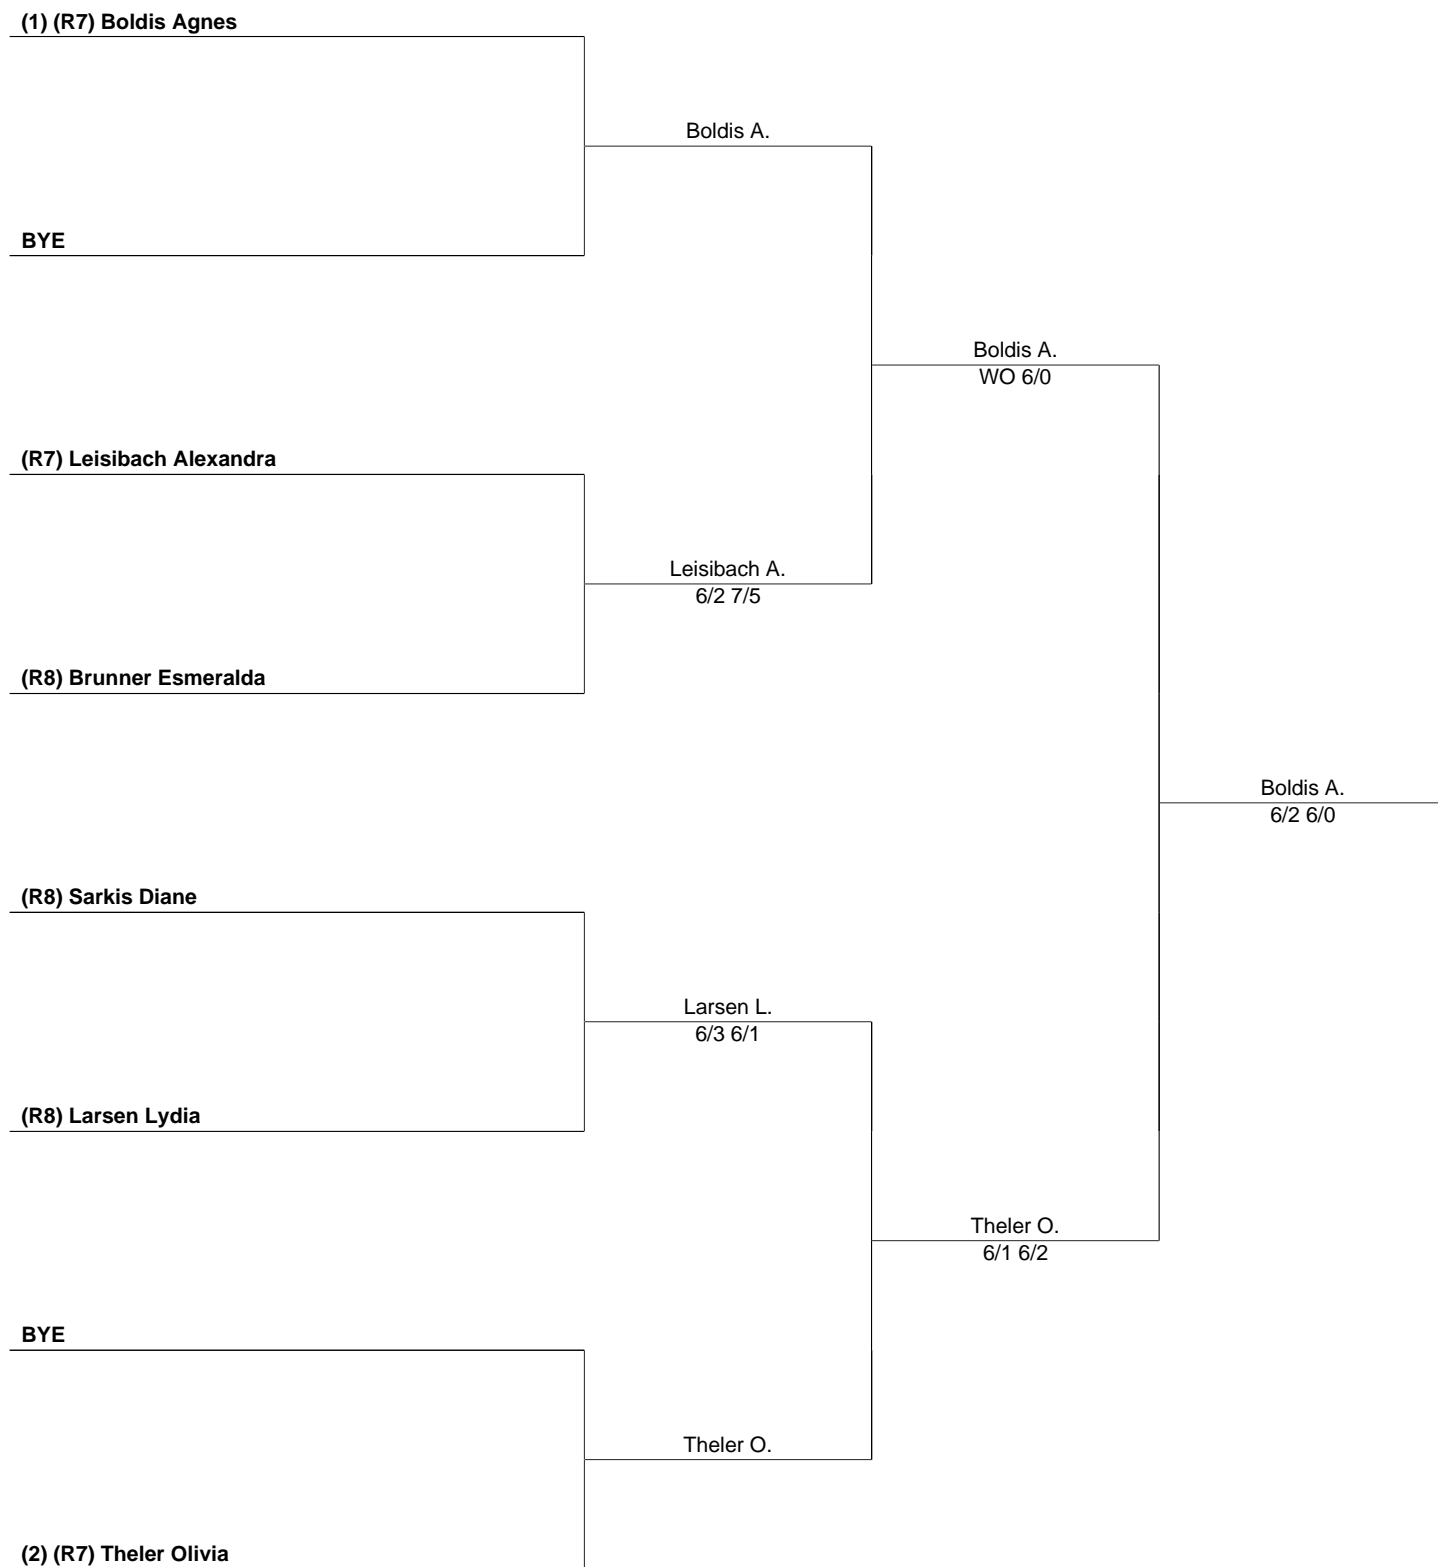 (1) (R7) Boldis Agnes
Boldis A.
BYE
Boldis A.
WO 6/0
(R7) Leisibach Alexandra
Leisibach A.
6/2 7/5
(R8) Brunner Esmeralda
Boldis A.
6/2 6/0
(R8) Sarkis Diane
Larsen L.
6/3 6/1
(R8) Larsen Lydia
Theler O.
6/1 6/2
BYE
Theler O.
(2) (R7) Theler Olivia